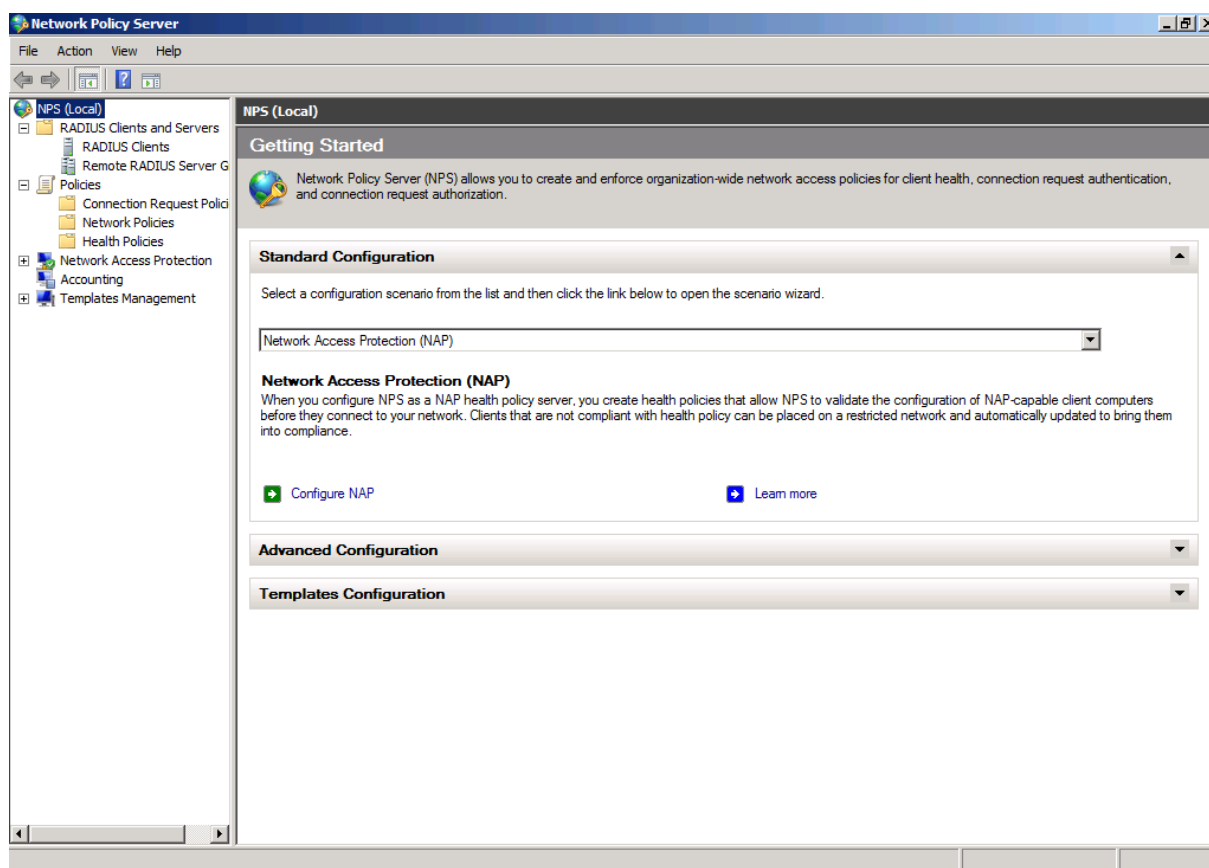 Network Policy Server
File Action View Help
NPS (Local)
RADIUS Clients and Servers
RADIUS Clients
Remote RADIUS Server G
Policies
Connection Request Polici
Network Policies
Health Policies
Network Access Protection
Accounting
Templates Management
NPS (Local)
Getting Started
Network Policy Server (NPS) allows you to create and enforce organization-wide network access policies for client health, connection request authentication,
and connection request authorization.
Standard Configuration
Select a configuration scenario from the list and then click the link below to open the scenario wizard.
Network Access Protection (NAP)
Network Access Protection (NAP)
When you configure NPS as a NAP health policy server, you create health policies that allow NPS to validate the configuration of NAP-capable client computers
before they connect to your network. Clients that are not compliant with health policy can be placed on a restricted network and automatically updated to bring them
into compliance.
Configure NAP Learn more
Advanced Configuration
Templates Configuration